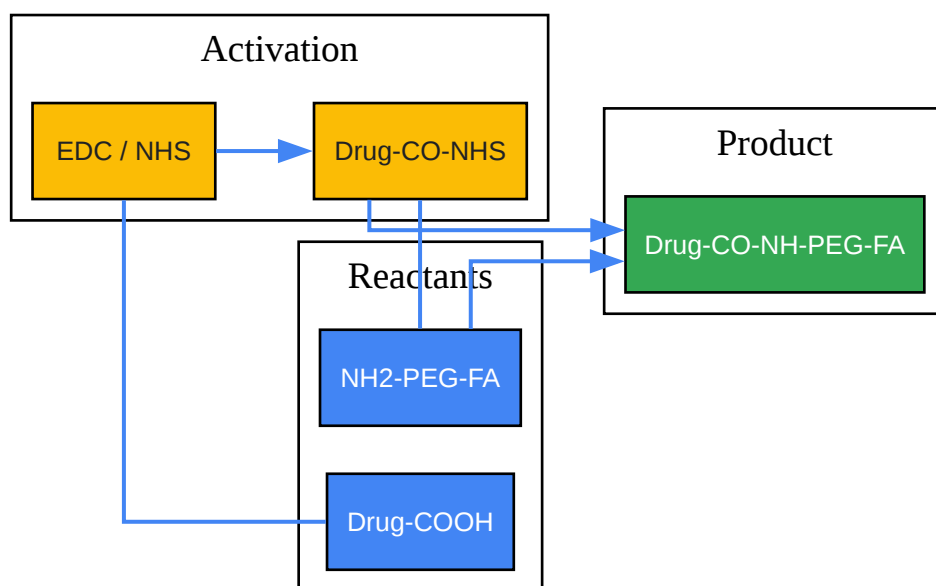 Activation
EDC / NHS
Drug-CO-NHS
Product
Drug-CO-NH-PEG-FA
Reactants
NH2-PEG-FA
Drug-COOH